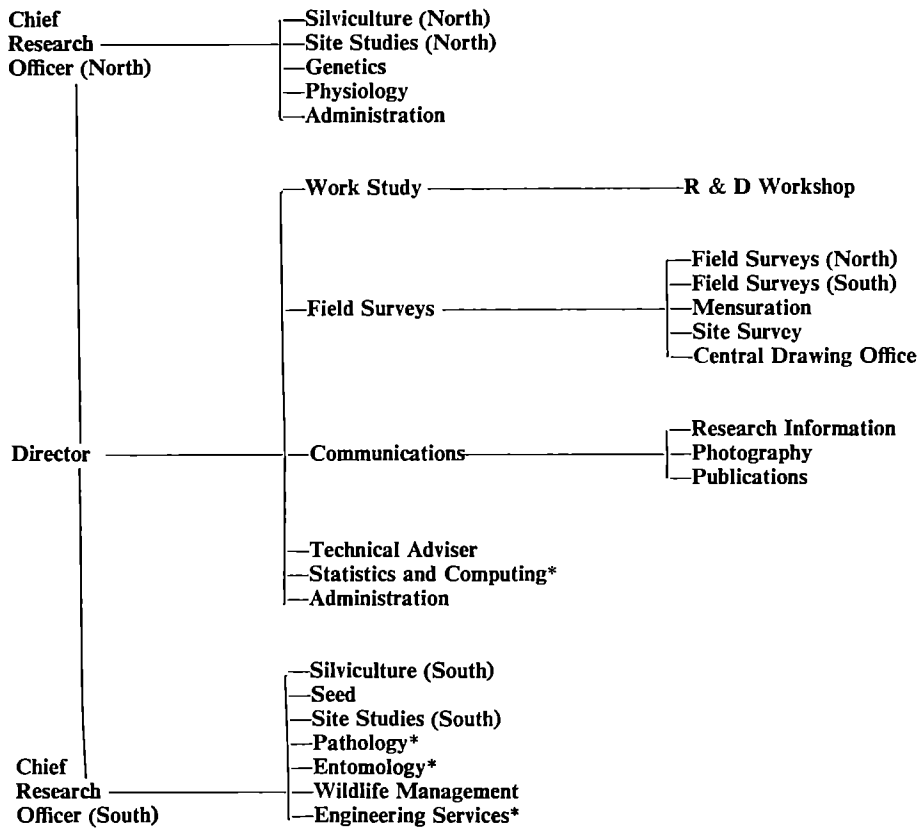 Chief
Research
Officer (North)
Silviculture (North)
Site Studies (North)
Genetics
Physiology
Administration
Work Study
R & D Workshop
Field Surveys
Field Surveys (North)
Field Surveys (South)
Mensuration
Site Survey
Central Drawing Office
Director
Communications
Research Information
Photography
Publications
Technical Adviser
Statistics and Computing*
Administration
Silviculture (South)
Seed
Site Studies (South)
Pathology*
Entomology*
Wildlife Management
Engineering Services*
Chief
Research
Officer (South)